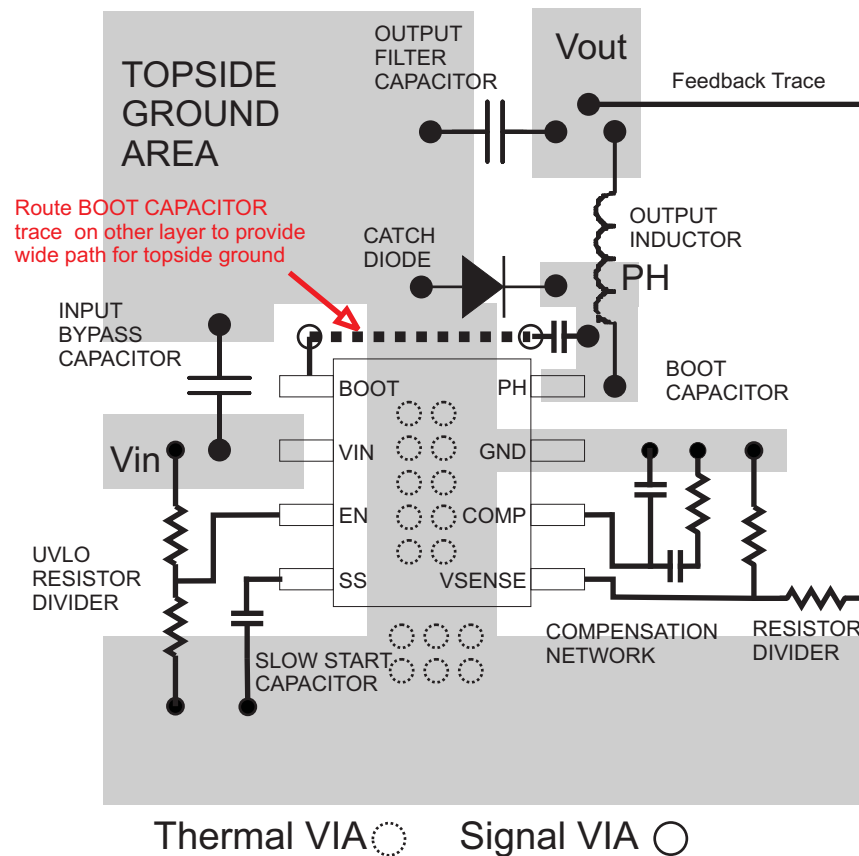 TOPSIDE
GROUND
AREA
OUTPUT
FILTER
CAPACITOR
Vout
Feedback Trace
Route BOOT CAPACITOR
trace on other layer to provide
wide path for topside ground
CATCH
DIODE
OUTPUT
INDUCTOR
PH
INPUT
BYPASS
CAPACITOR
BOOT
CAPACITOR
BOOT
PH
Vin
VIN
GND
EN
COMP
SS
VSENSE
UVLO
RESISTOR
DIVIDER
SLOW START
CAPACITOR
COMPENSATION
NETWORK
RESISTOR
DIVIDER
Thermal VIA
Signal VIA